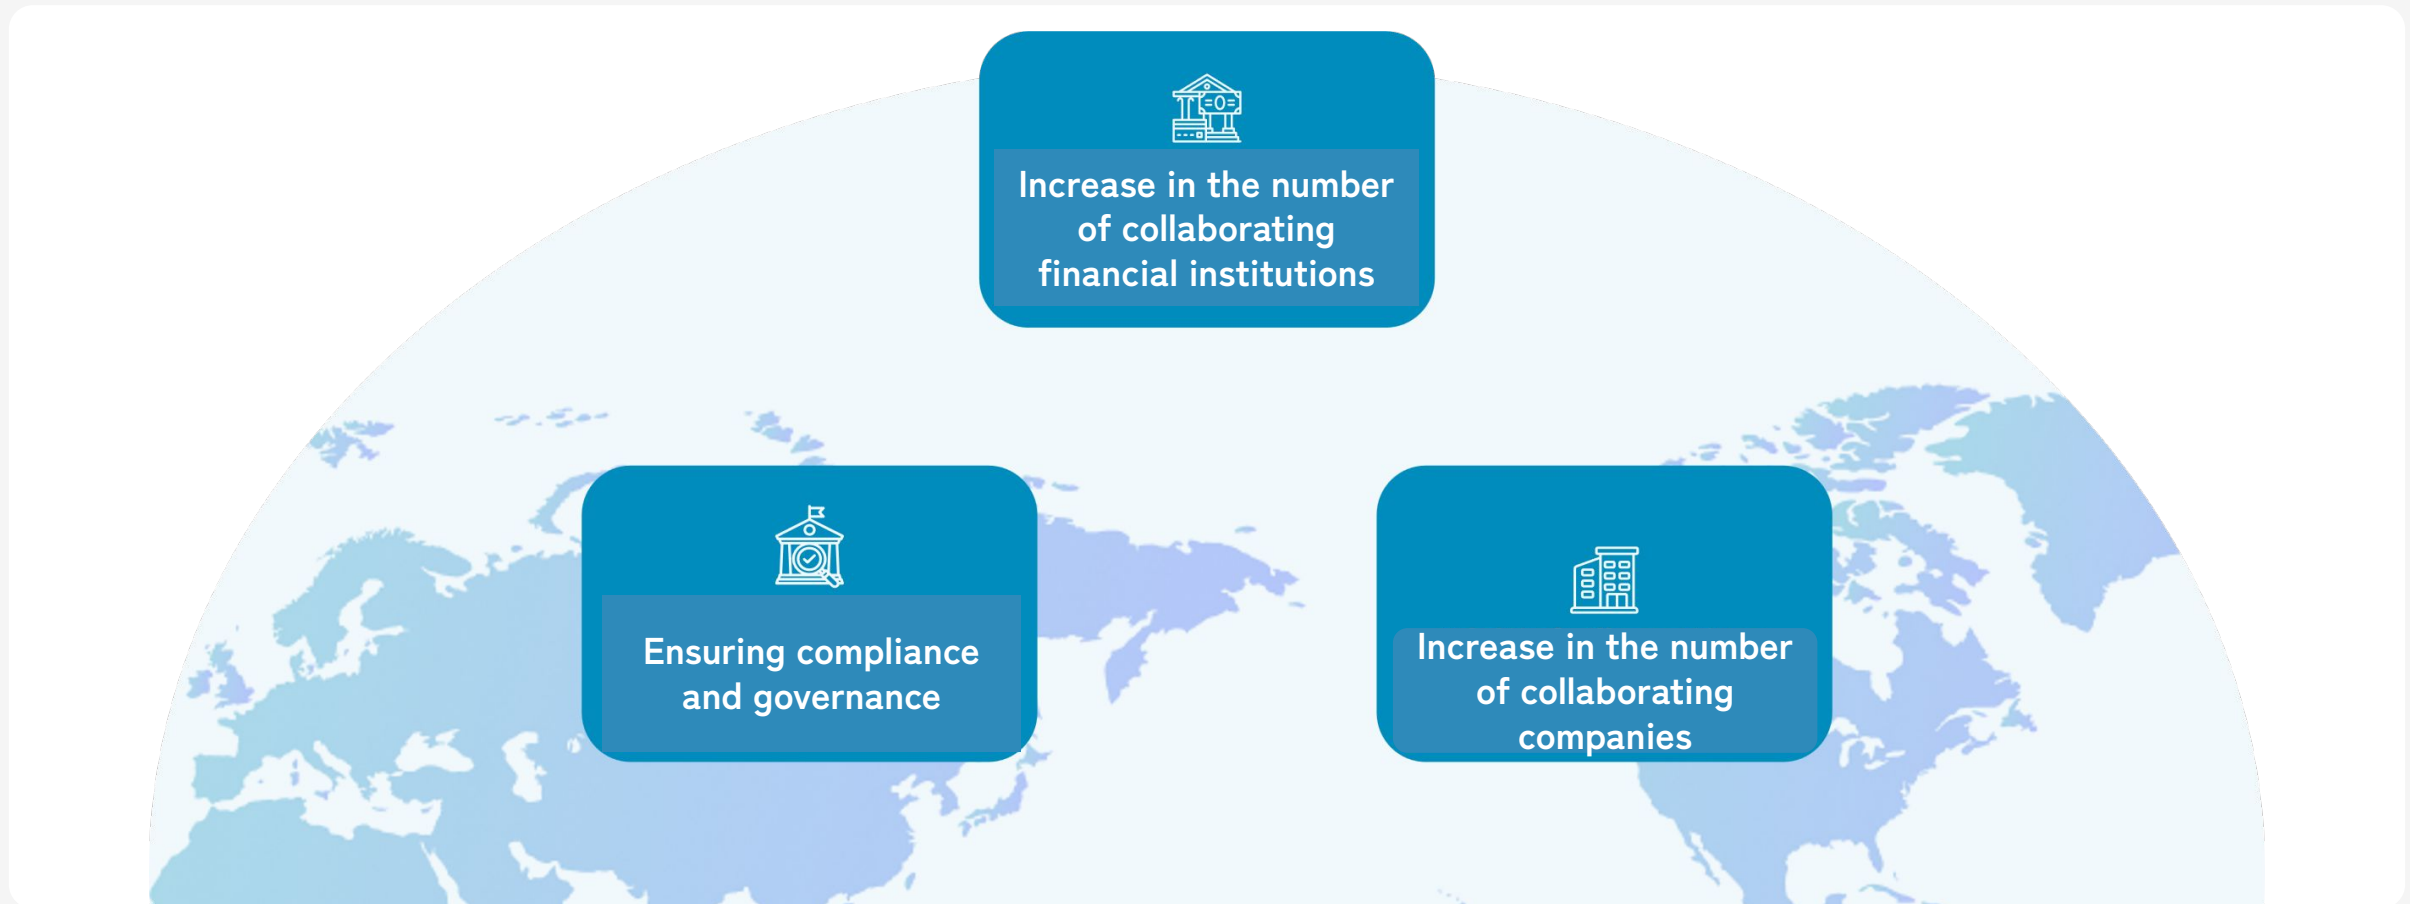 Increase in the number
of collaborating
financial institutions
Ensuring compliance
and governance
Increase in the number
of collaborating
companies